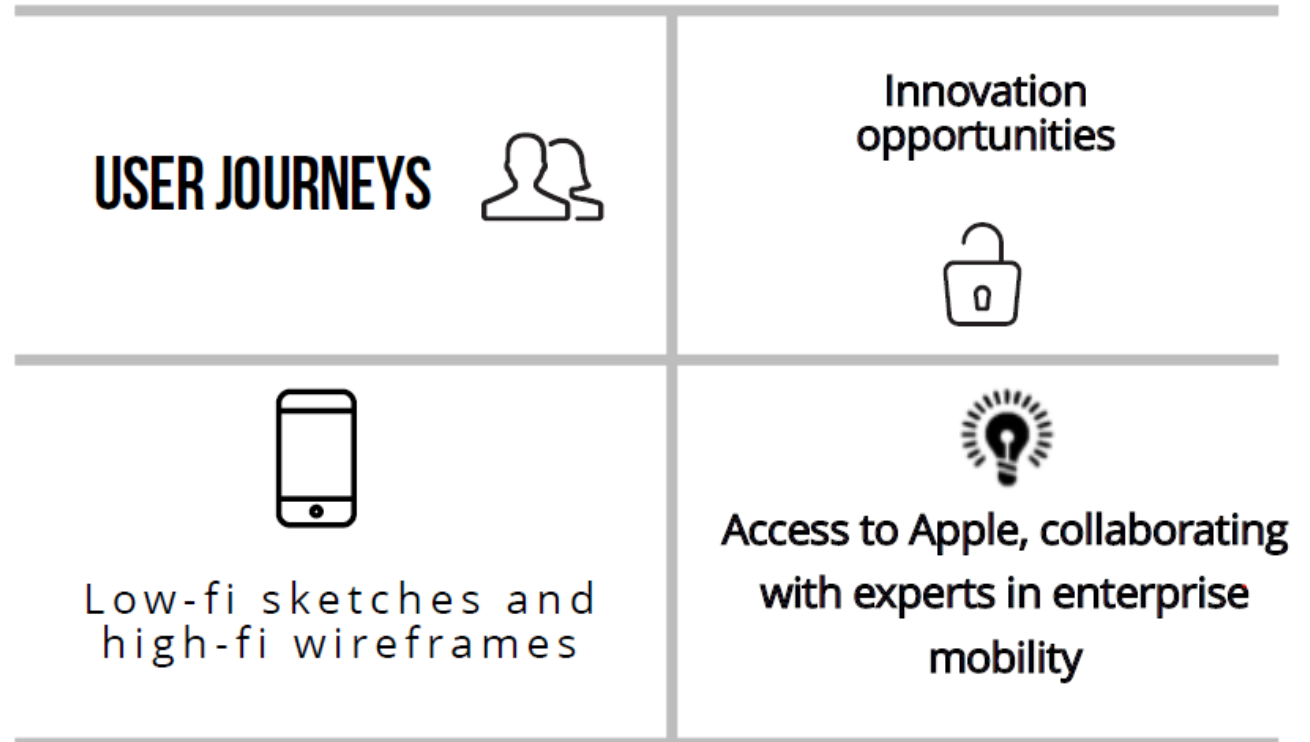 USER JOURNEYS
Innovation
opportunities
Low-fi sketches and
high-fi wireframes
Access to Apple, collaborating
with experts in enterprise
mobility